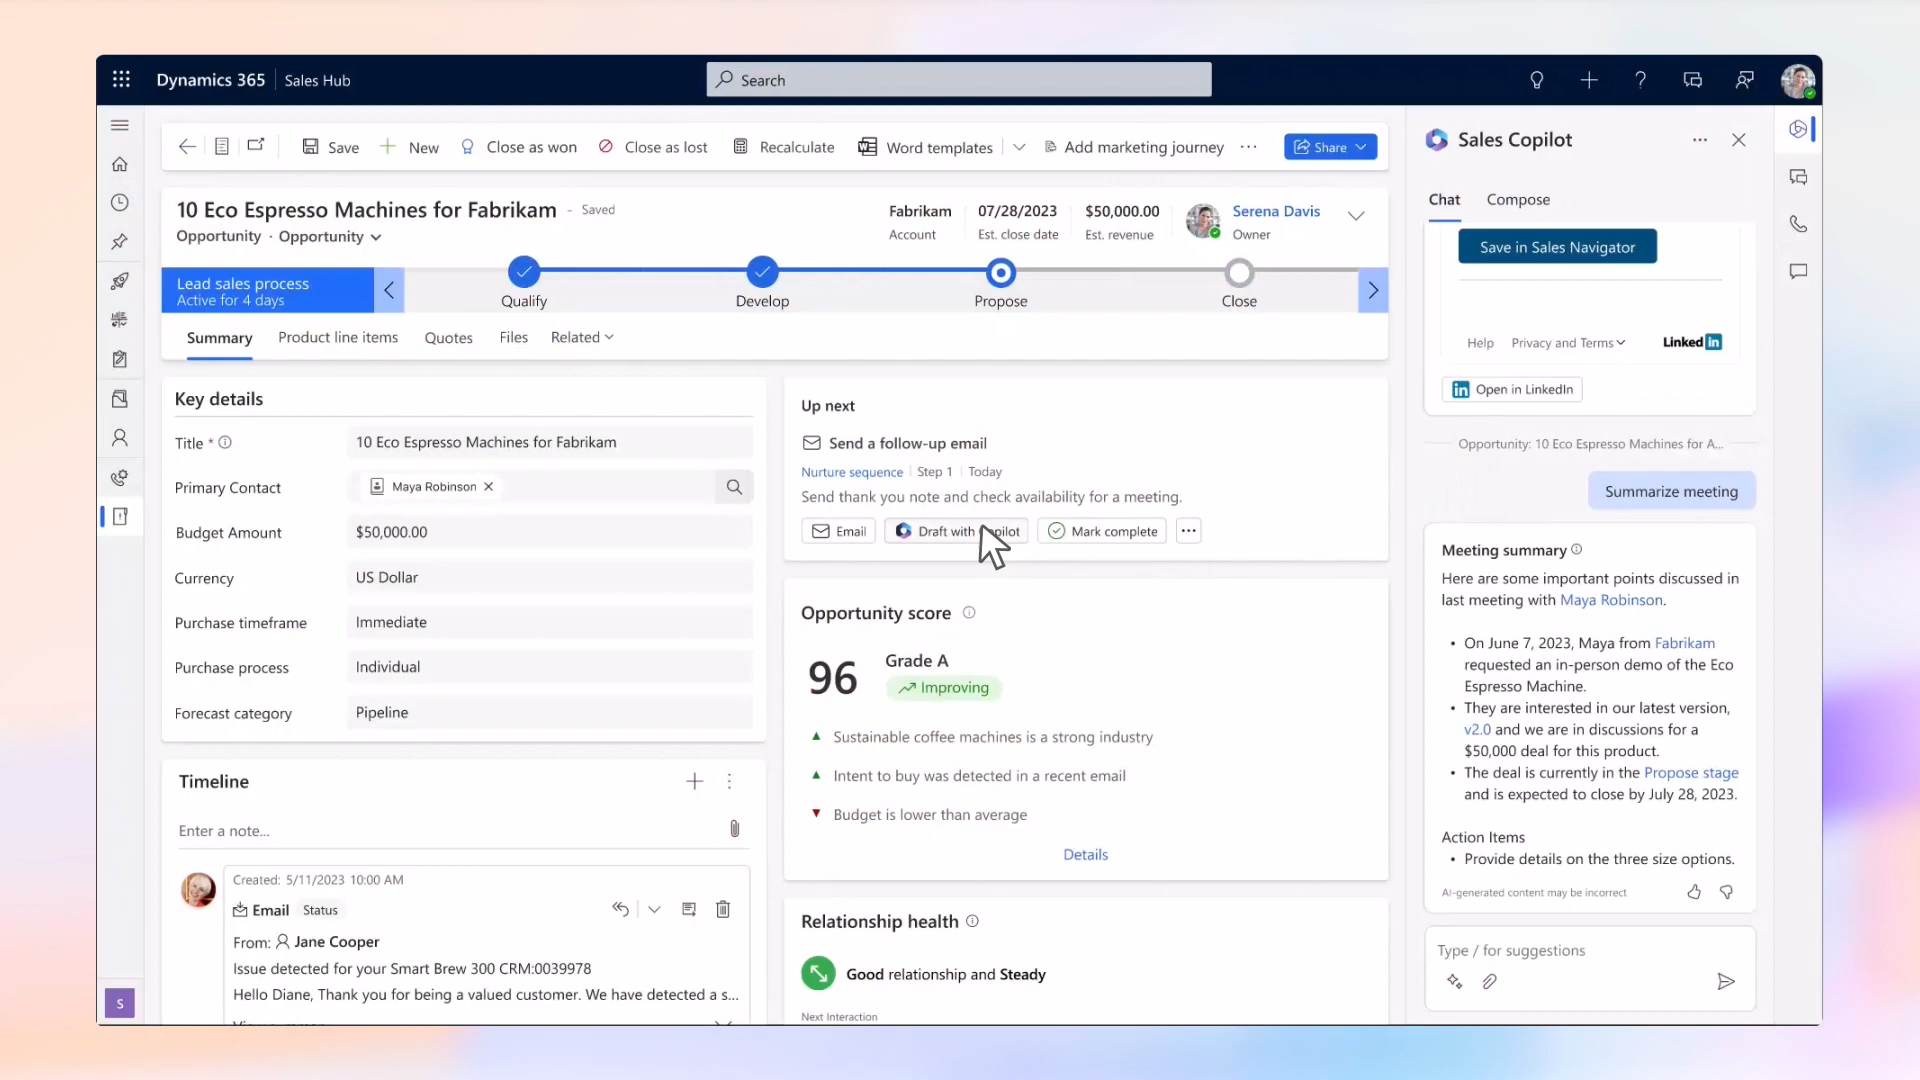 Dynamics 365
Sales Hub
Search
Save
New
Close as won
Close as lost
Recalculate
Word templates
Add marketing journey
Share
10 Eco Espresso Machines for Fabrikam - Saved
Opportunity · Opportunity
Fabrikam
Account
07/28/2023
Est. close date
$50,000.00
Est. revenue
Serena Davis
Owner
Lead sales process
Active for 4 days
Qualify
Develop
Propose
Close
Summary
Product line items
Quotes
Files
Related
Key details
Title *
10 Eco Espresso Machines for Fabrikam
Primary Contact
Maya Robinson
Budget Amount
$50,000.00
Currency
US Dollar
Purchase timeframe
Immediate
Purchase process
Individual
Forecast category
Pipeline
Timeline
Enter a note...
Created: 5/11/2023 10:00 AM
Email Status
From: Jane Cooper
Issue detected for your Smart Brew 300 CRM:0039978
Hello Diane, Thank you for being a valued customer. We have detected a s...
S
Up next
Send a follow-up email
Nurture sequence | Step 1 | Today
Send thank you note and check availability for a meeting.
Email
Draft with
Mark complete
Opportunity score
96
Grade A
Improving
Sustainable coffee machines is a strong industry
Intent to buy was detected in a recent email
Budget is lower than average
Details
Relationship health
Good relationship and Steady
Next Interaction
Sales Copilot
Chat
Compose
Save in Sales Navigator
Help
Privacy and Terms
Linked in
in Open in LinkedIn
Opportunity: 10 Eco Espresso Machines for A...
Summarize meeting
Meeting summary
Here are some important points discussed in
last meeting with Maya Robinson.
• On June 7, 2023, Maya from Fabrikam
requested an in-person demo of the Eco
Espresso Machine.
• They are interested in our latest version,
v2.0 and we are in discussions for a
$50,000 deal for this product.
• The deal is currently in the Propose stage
and is expected to close by July 28, 2023.
Action Items
• Provide details on the three size options.
AI-generated content may be incorrect
Type / for suggestions